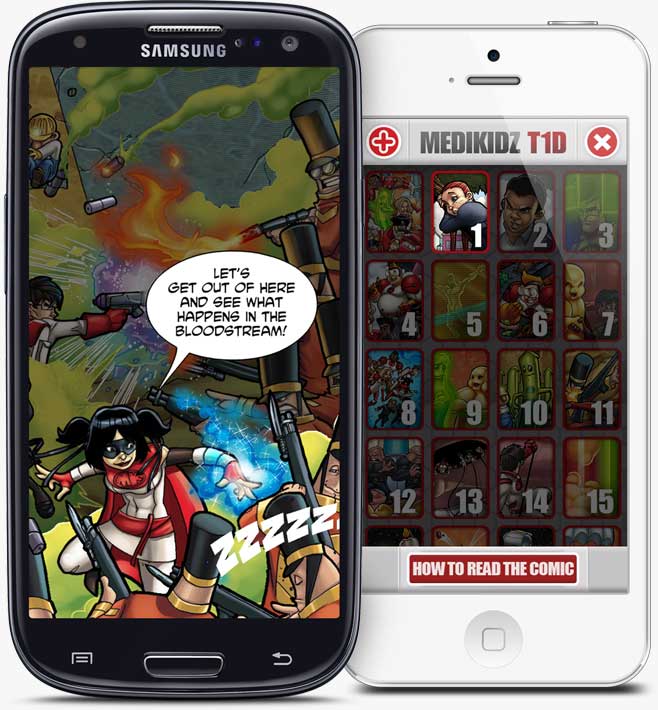 SAMSUNG
LET'S
GET OUT OF HERE
AND SEE WHAT
HAPPENS IN THE
BLOODSTREAM!
ZZZZZ
MEDIKIDZ T1D
1
2
3
4
5
6
7
8
9
10
11
12
13
14
15
HOW TO READ THE COMIC